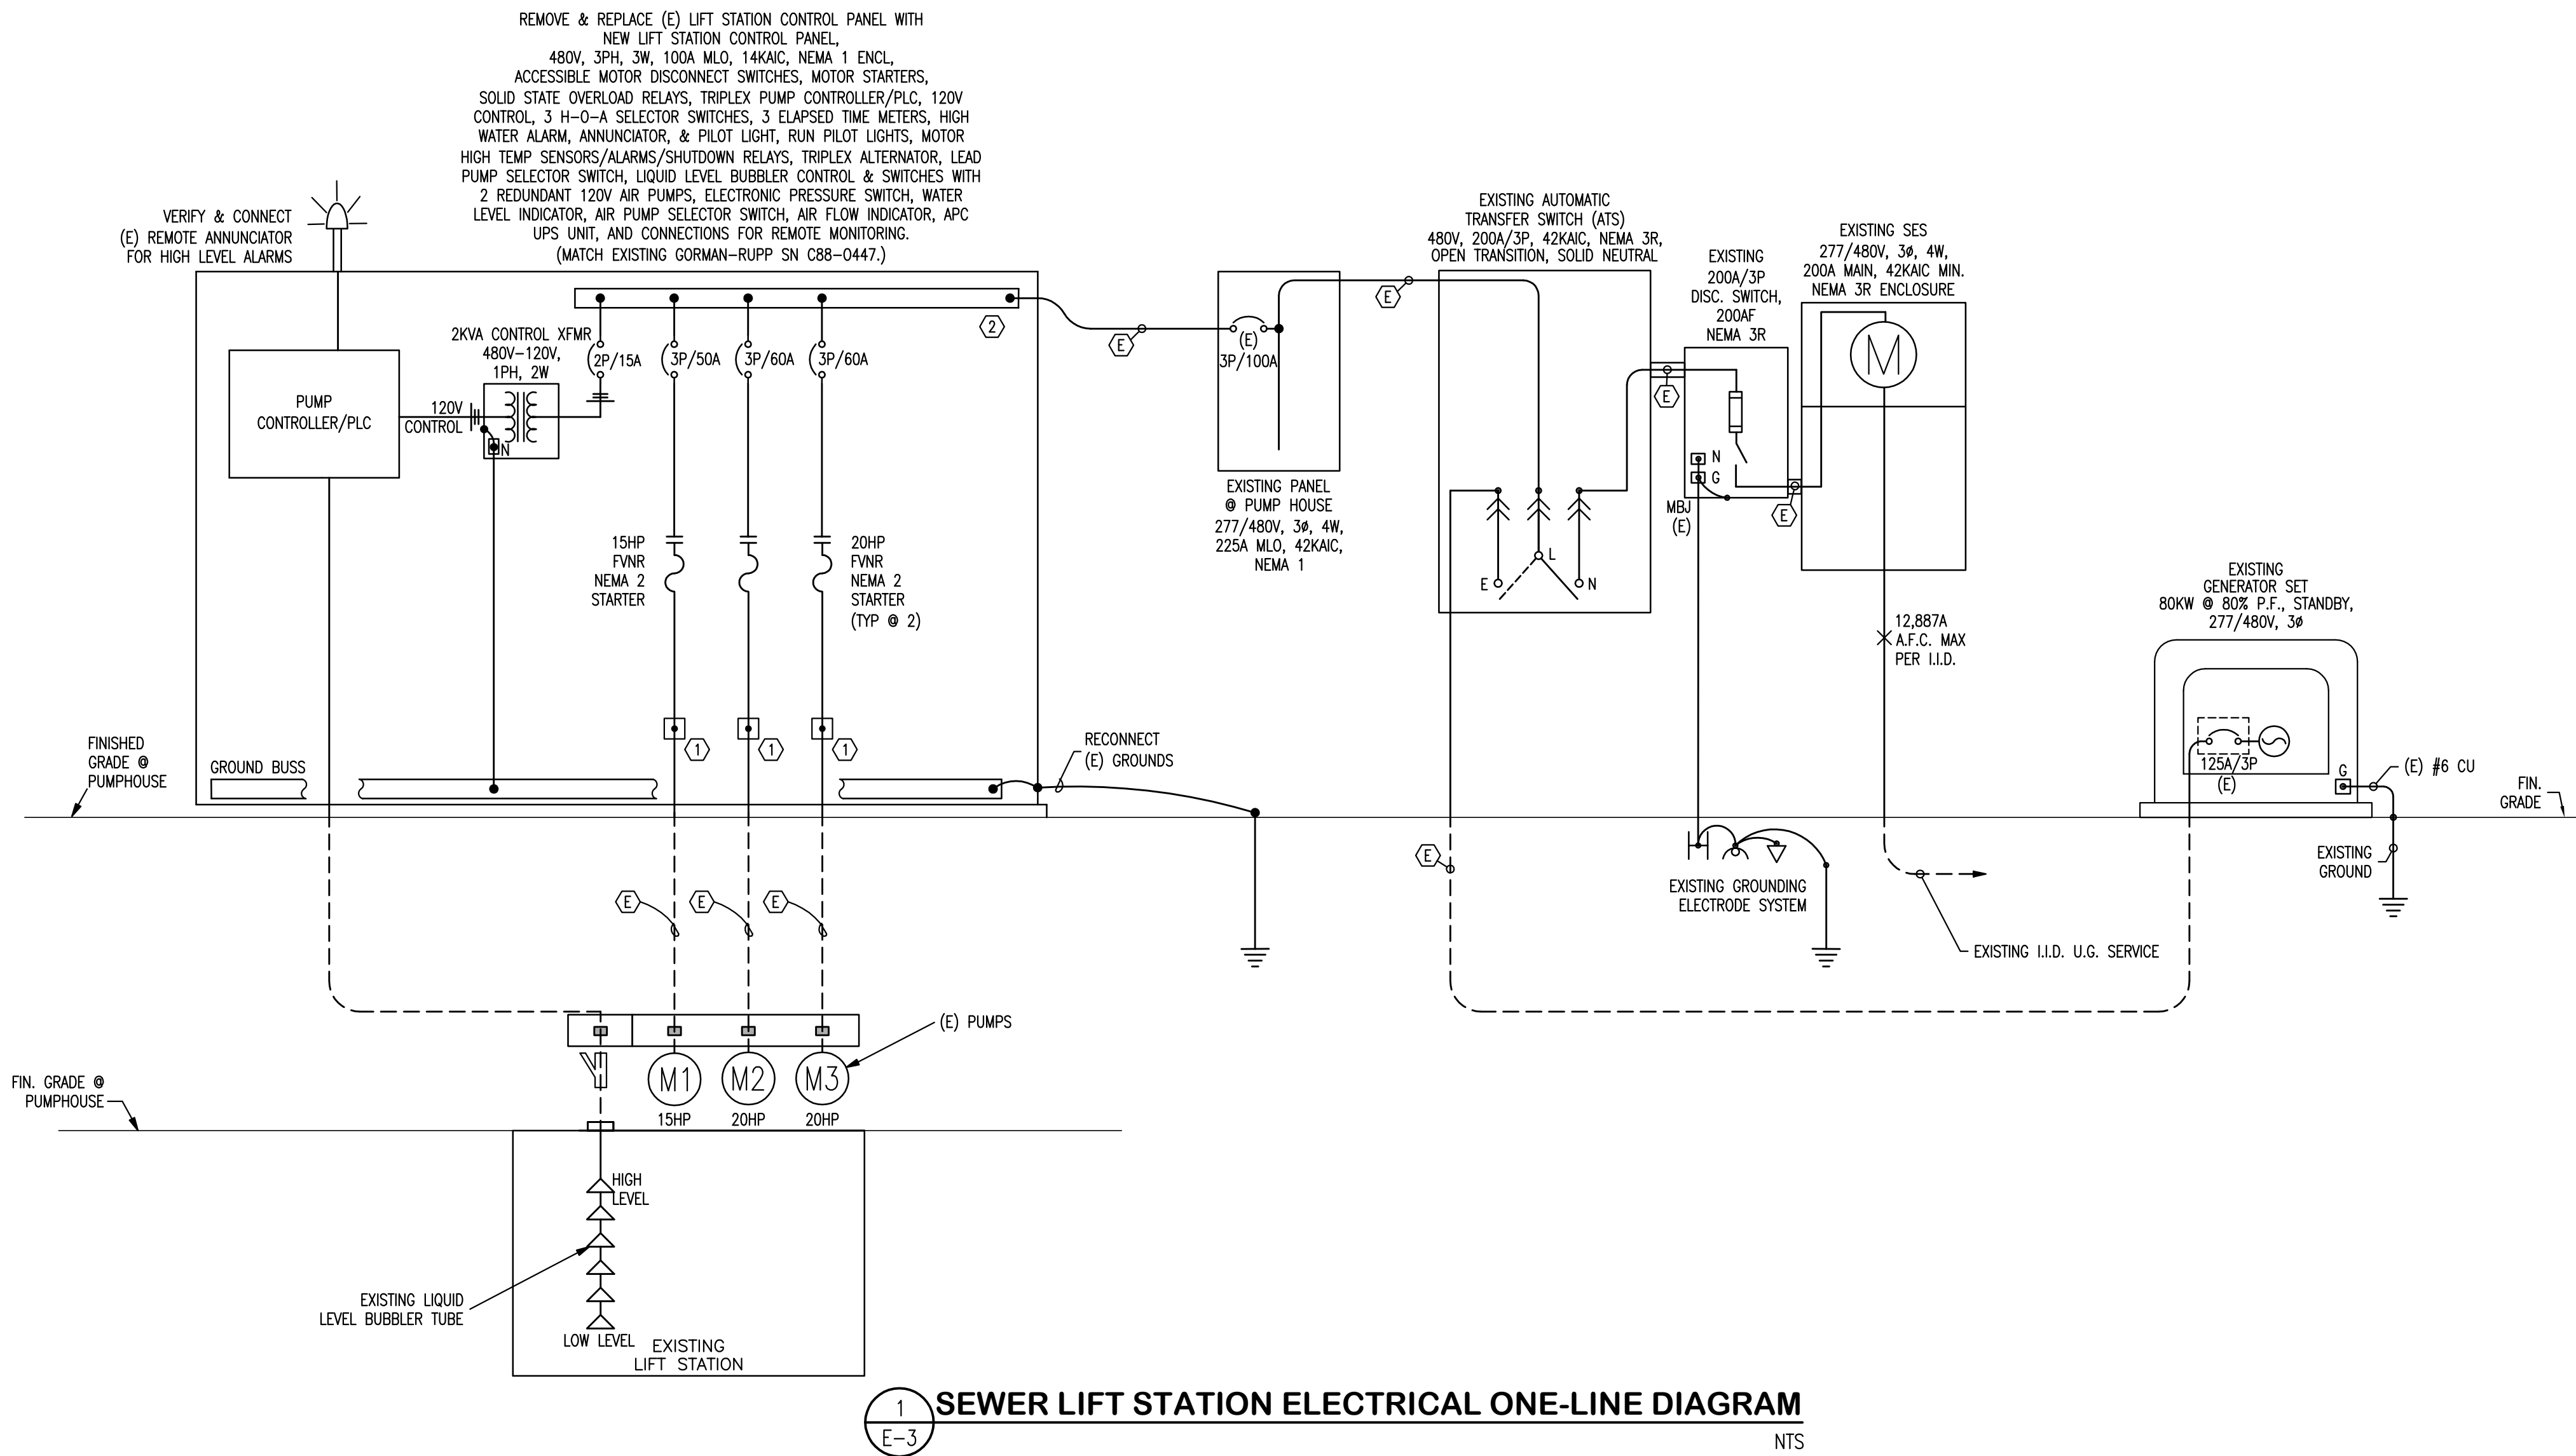 REMOVE & REPLACE (E) LIFT STATION CONTROL PANEL WITH
NEW LIFT STATION CONTROL PANEL,
480V, 3PH, 3W, 100A MLO, 14KAIC, NEMA 1 ENCL,
ACCESSIBLE MOTOR DISCONNECT SWITCHES, MOTOR STARTERS,
SOLID STATE OVERLOAD RELAYS, TRIPLEX PUMP CONTROLLER/PLC, 120V
CONTROL, 3 H-O-A SELECTOR SWITCHES, 3 ELAPSED TIME METERS, HIGH
WATER ALARM, ANNUNCIATOR, & PILOT LIGHT, RUN PILOT LIGHTS, MOTOR
HIGH TEMP SENSORS/ALARMS/SHUTDOWN RELAYS, TRIPLEX ALTERNATOR, LEAD
PUMP SELECTOR SWITCH, LIQUID LEVEL BUBBLER CONTROL & SWITCHES WITH
2 REDUNDANT 120V AIR PUMPS, ELECTRONIC PRESSURE SWITCH, WATER
LEVEL INDICATOR, AIR PUMP SELECTOR SWITCH, AIR FLOW INDICATOR, APC
UPS UNIT, AND CONNECTIONS FOR REMOTE MONITORING.
(MATCH EXISTING GORMAN-RUPP SN C88-0447.)
VERIFY & CONNECT
(E) REMOTE ANNUNCIATOR
FOR HIGH LEVEL ALARMS
PUMP
CONTROLLER/PLC
120V
CONTROL
2KVA CONTROL XFMR
480V-120V,
1PH, 2W
N
2P/15A
3P/50A
3P/60A
3P/60A
2
15HP
FVNR
NEMA 2
STARTER
20HP
FVNR
NEMA 2
STARTER
(TYP @ 2)
1
1
1
GROUND BUSS
FINISHED
GRADE @
PUMPHOUSE
RECONNECT
(E) GROUNDS
E
(E)
3P/100A
EXISTING PANEL
@ PUMP HOUSE
277/480V, 3ø, 4W,
225A MLO, 42KAIC,
NEMA 1
E
EXISTING AUTOMATIC
TRANSFER SWITCH (ATS)
480V, 200A/3P, 42KAIC, NEMA 3R,
OPEN TRANSITION, SOLID NEUTRAL
L
E
N
E
EXISTING
200A/3P
DISC. SWITCH,
200AF
NEMA 3R
N
G
MBJ
(E)
E
EXISTING SES
277/480V, 3ø, 4W,
200A MAIN, 42KAIC MIN.
NEMA 3R ENCLOSURE
M
12,887A
A.F.C. MAX
PER I.I.D.
EXISTING
GENERATOR SET
80KW @ 80% P.F., STANDBY,
277/480V, 3ø
125A/3P
(E)
G
(E) #6 CU
FIN.
GRADE
EXISTING
GROUND
E
EXISTING GROUNDING
ELECTRODE SYSTEM
EXISTING I.I.D. U.G. SERVICE
E
E
E
(E) PUMPS
M1
M2
M3
15HP
20HP
20HP
FIN. GRADE @
PUMPHOUSE
HIGH
LEVEL
EXISTING LIQUID
LEVEL BUBBLER TUBE
LOW LEVEL
EXISTING
LIFT STATION
1
E-3
SEWER LIFT STATION ELECTRICAL ONE-LINE DIAGRAM
NTS